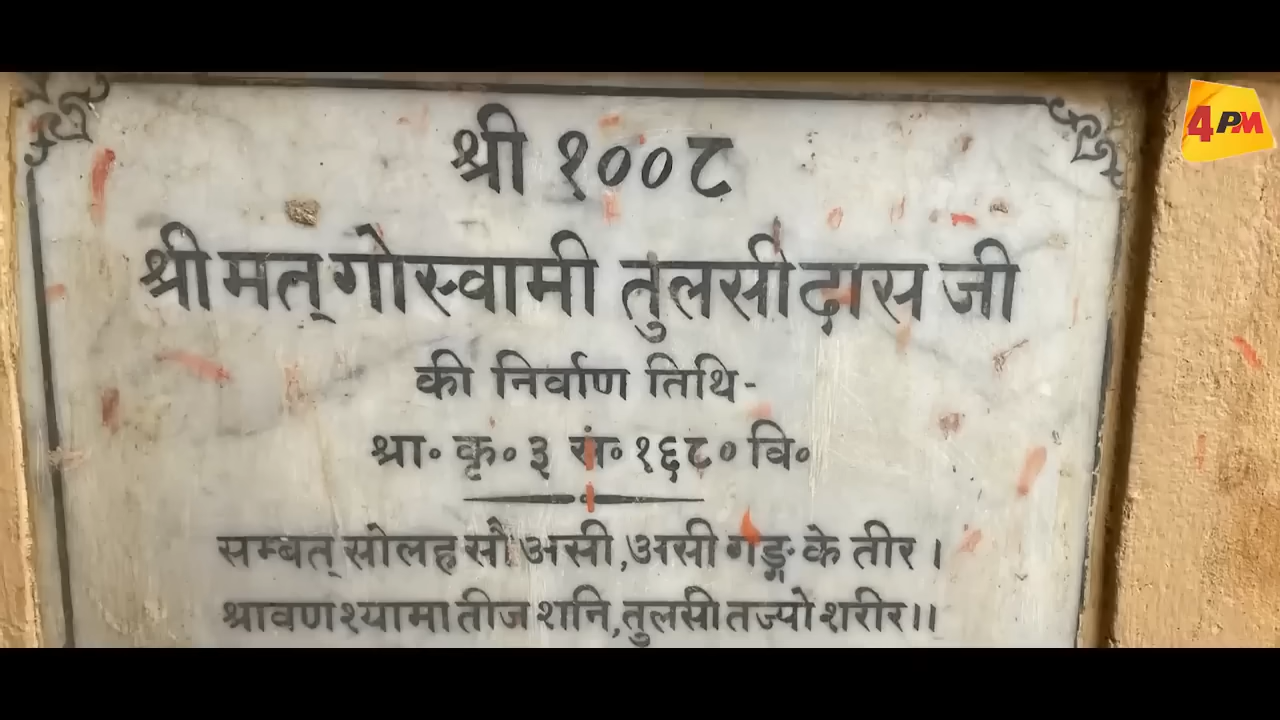 4PM
श्री १००८
श्रीमत् गोस्वामी तुलसीदास जी
की निर्वाण तिथि-
श्रा॰ कृ॰ ३ सं॰ १६८० वि॰
सम्बत् सोलह सौ असी, असी गङ्ग के तीर ।
श्रावण श्यामा तीज शनि, तुलसी तज्यो शरीर ।।